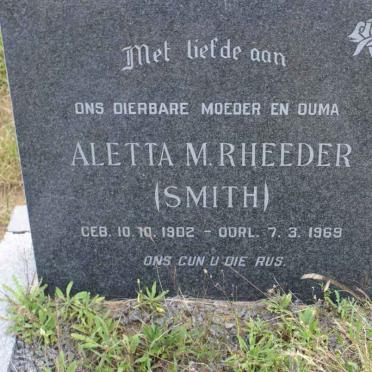 Met liefde aan
ONS DIERBARE MOEDER EN OUMA
ALETTA M. RHEEDER
(SMITH)
GEB. 10. 10. 1902 - OORL. 7. 3. 1969
ONS GUN U DIE RUS.